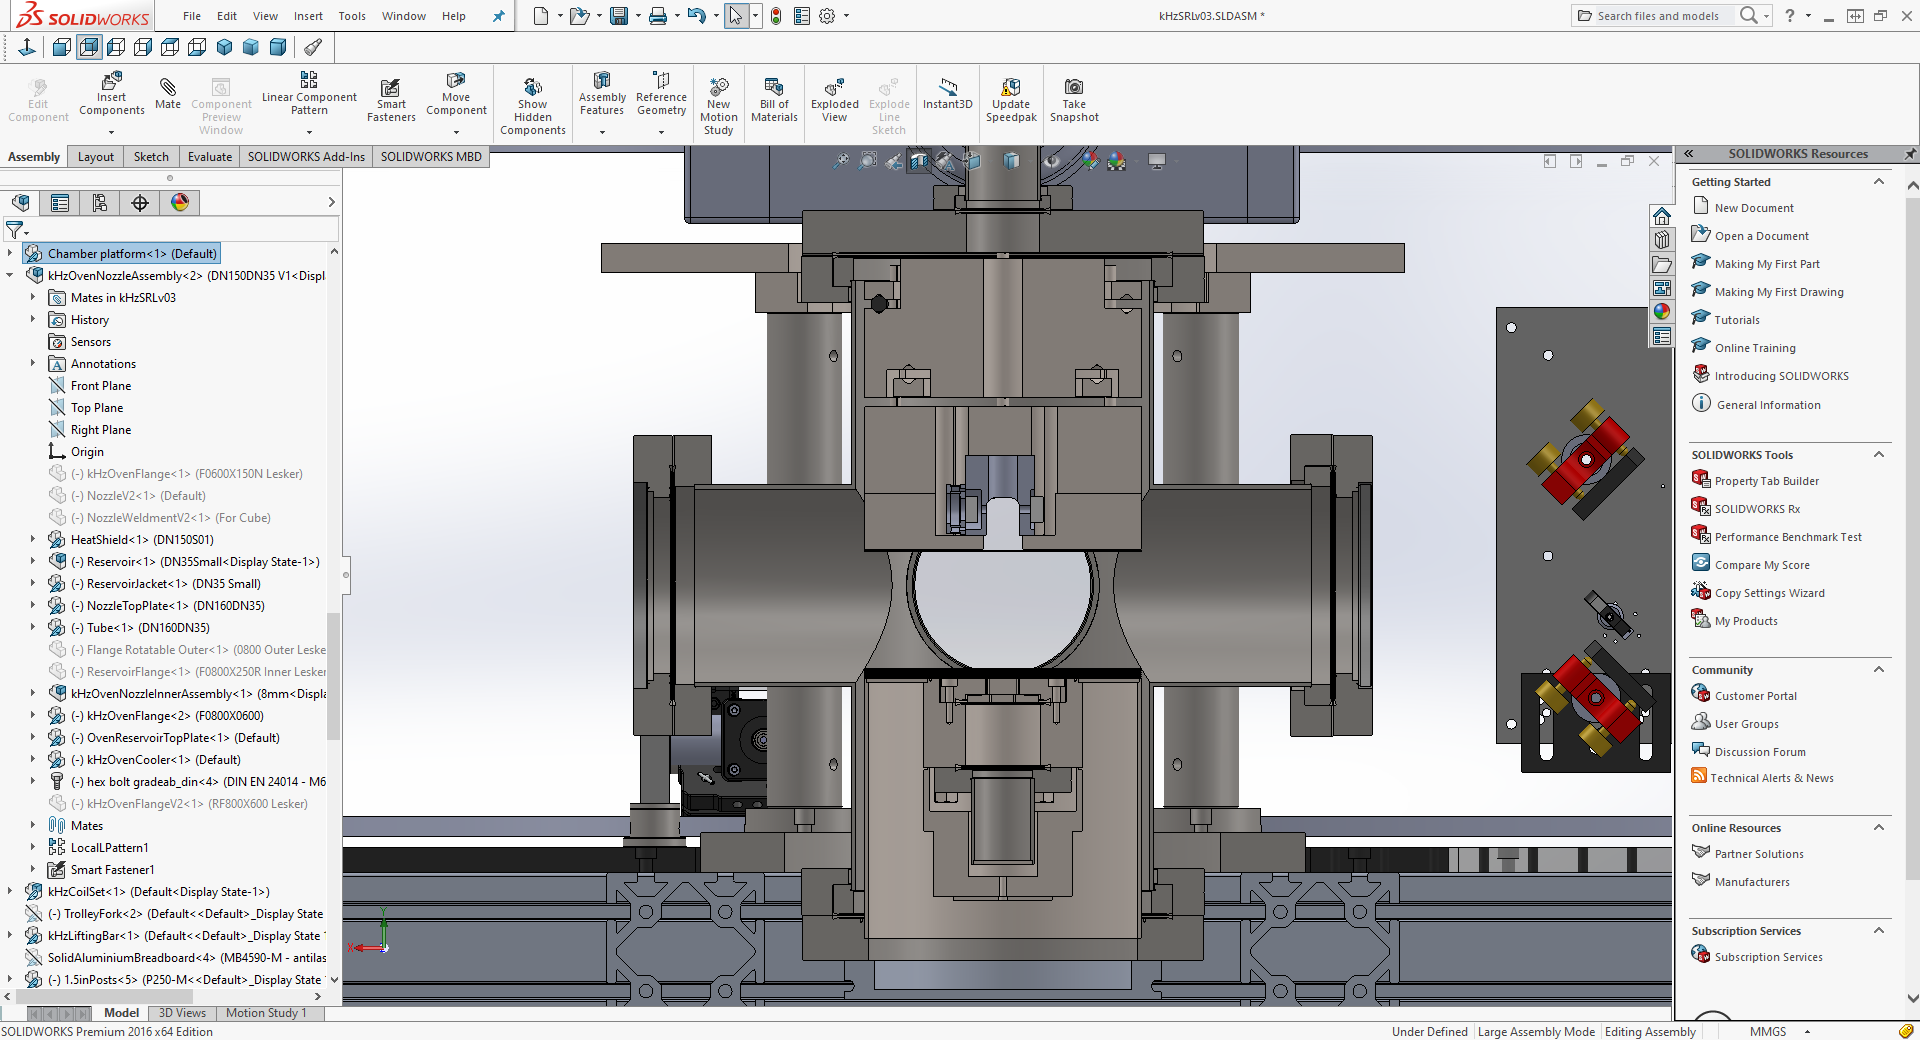 SOLIDWORKS
File Edit View Insert Tools Window Help
kHzSRLv03.SLDASM *
Search files and models
Edit Component
Insert Components
Mate
Component Preview Window
Linear Component Pattern
Smart Fasteners
Move Component
Show Hidden Components
Assembly Features
Reference Geometry
New Motion Study
Bill of Materials
Exploded View
Explode Line Sketch
Instant3D
Update Speedpak
Take Snapshot
Assembly Layout Sketch Evaluate SOLIDWORKS Add-Ins SOLIDWORKS MBD
Chamber platform<1> (Default)
kHzOvenNozzleAssembly<2> (DN150DN35 V1<Displ
Mates in kHzSRLv03
History
Sensors
Annotations
Front Plane
Top Plane
Right Plane
Origin
(-) kHzOvenFlange<1> (F0600X150N Lesker)
(-) NozzleV2<1> (Default)
(-) NozzleWeldmentV2<1> (For Cube)
HeatShield<1> (DN150S01)
(-) Reservoir<1> (DN35Small<Display State-1>)
(-) ReservoirJacket<1> (DN35 Small)
(-) NozzleTopPlate<1> (DN160DN35)
(-) Tube<1> (DN160DN35)
(-) Flange Rotatable Outer<1> (0800 Outer Leske
(-) ReservoirFlange<1> (F0800X250R Inner Lesker
kHzOvenNozzleInnerAssembly<1> (8mm<Displa
(-) kHzOvenFlange<2> (F0800X0600)
(-) OvenReservoirTopPlate<1> (Default)
(-) kHzOvenCooler<1> (Default)
(-) hex bolt gradeab_din<4> (DIN EN 24014 - M6
(-) kHzOvenFlangeV2<1> (RF800X600 Lesker)
Mates
LocalLPattern1
Smart Fastener1
kHzCoilSet<1> (Default<Display State-1>)
(-) TrolleyFork<2> (Default<<Default>_Display State
kHzLiftingBar<1> (Default<<Default>_Display State
SolidAluminiumBreadboard<4> (MB4590-M - antilas
(-) 1.5inPosts<5> (P250-M<<Default>_Display State
Y
X
SOLIDWORKS Resources
Getting Started
New Document
Open a Document
Making My First Part
Making My First Drawing
Tutorials
Online Training
Introducing SOLIDWORKS
General Information
SOLIDWORKS Tools
Property Tab Builder
SOLIDWORKS Rx
Performance Benchmark Test
Compare My Score
Copy Settings Wizard
My Products
Community
Customer Portal
User Groups
Discussion Forum
Technical Alerts & News
Online Resources
Partner Solutions
Manufacturers
Subscription Services
Subscription Services
Model 3D Views Motion Study 1
SOLIDWORKS Premium 2016 x64 Edition
Under Defined Large Assembly Mode Editing Assembly MMGS